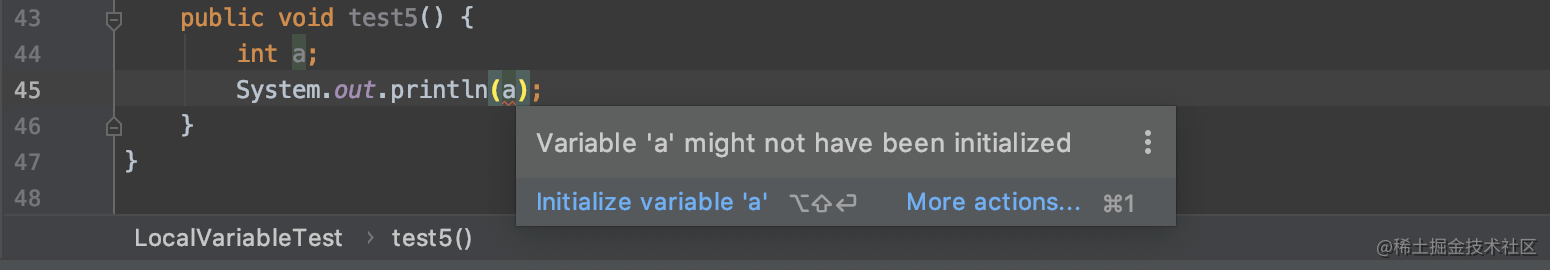 43 public void test5() {
44 int a;
45 System.out.println(a);
46 }
47 }
48
Variable 'a' might not have been initialized
Initialize variable 'a' ⌥⇧⏎ More actions... ⌘1
LocalVariableTest › test5()
@稀土掘金技术社区